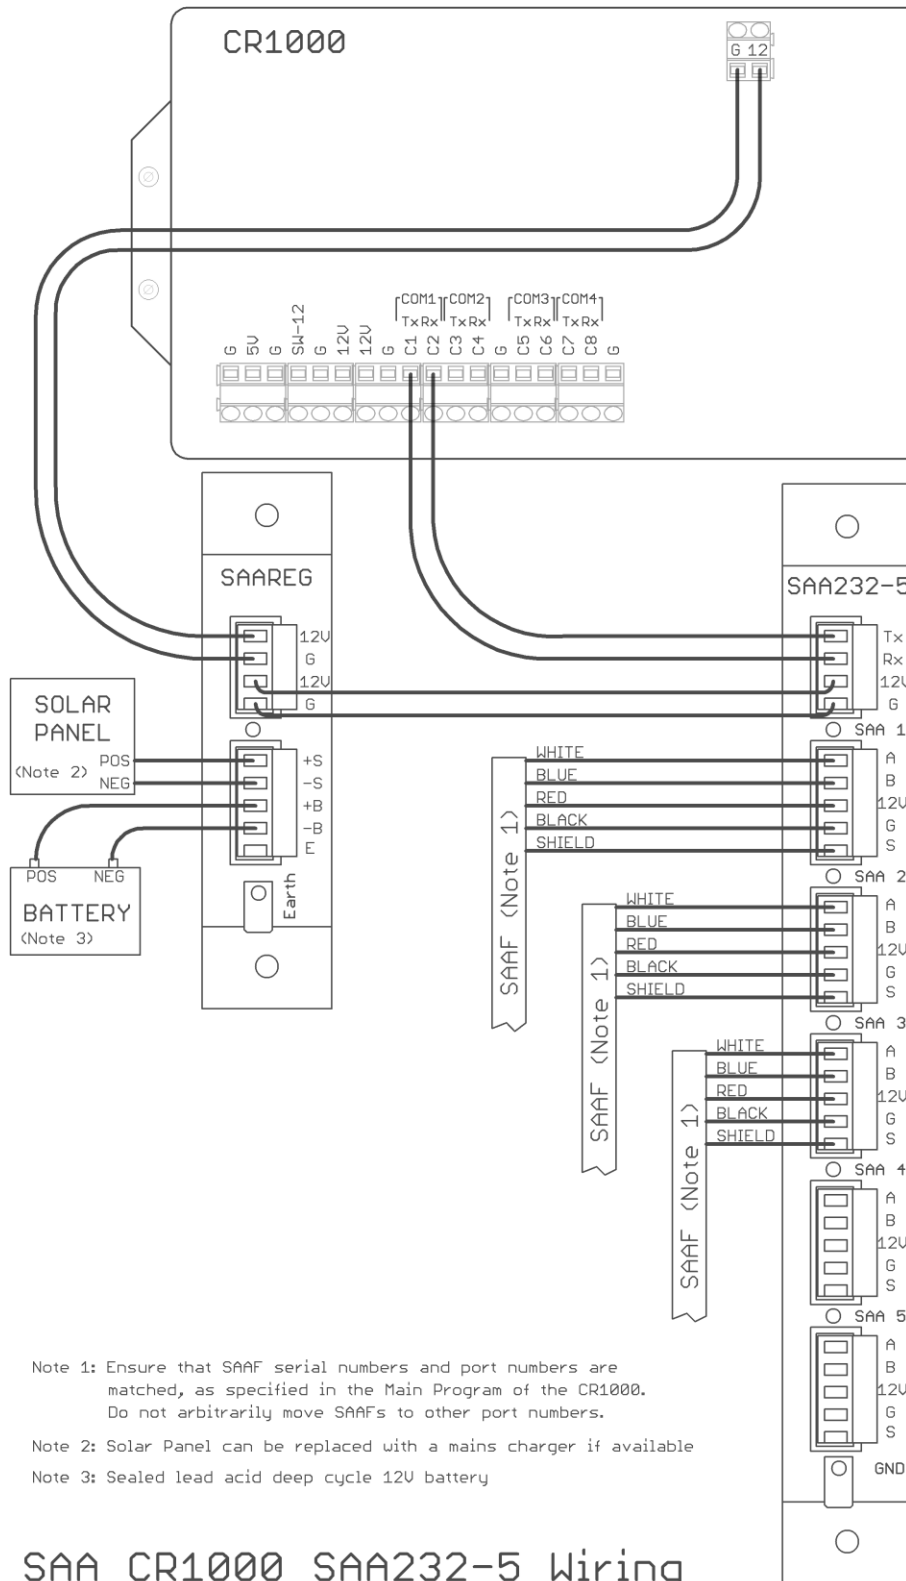 CR1000
G 12
COM1 COM2 COM3 COM4
Tx Rx Tx Rx Tx Rx Tx Rx
G 5V G SW-12 G 12V 12V G C1 C2 C3 C4 G C5 C6 C7 C8 G
SAAREG
12V
G
12V
G
SOLAR
PANEL
(Note 2)
POS
NEG
+S
-S
+B
-B
E
Earth
POS NEG
BATTERY
(Note 3)
SAA232-5
Tx
Rx
12V
G
SAA 1
WHITE
BLUE
RED
BLACK
SHIELD
SAAF (Note 1)
A
B
12V
G
S
SAA 2
WHITE
BLUE
RED
BLACK
SHIELD
SAAF (Note 1)
A
B
12V
G
S
SAA 3
WHITE
BLUE
RED
BLACK
SHIELD
SAAF (Note 1)
A
B
12V
G
S
SAA 4
A
B
12V
G
S
SAA 5
A
B
12V
G
S
GND
Note 1: Ensure that SAAF serial numbers and port numbers are
matched, as specified in the Main Program of the CR1000.
Do not arbitrarily move SAAFs to other port numbers.
Note 2: Solar Panel can be replaced with a mains charger if available
Note 3: Sealed lead acid deep cycle 12V battery
SAA CR1000 SAA232-5 Wiring